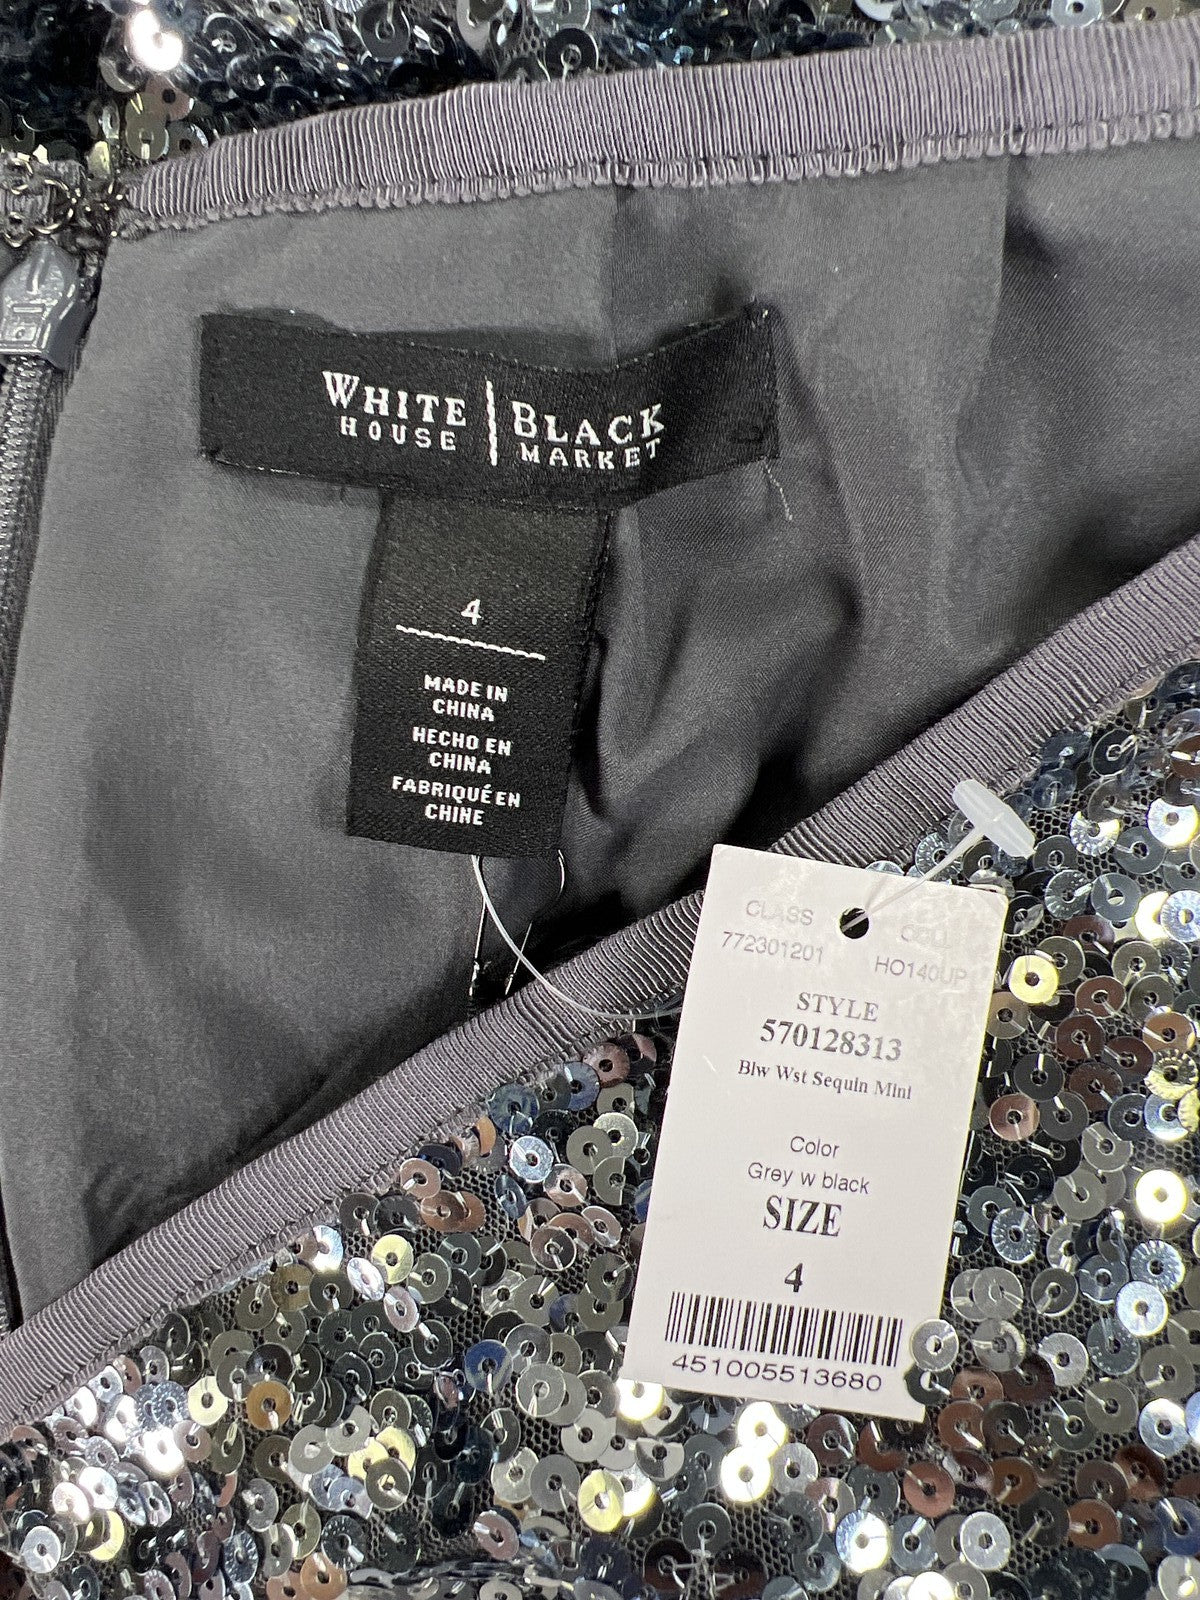 WHITE | BLACK
HOUSE | MARKET
4
MADE IN
CHINA
HECHO EN
CHINA
FABRIQUÉ EN
CHINE
CLASS
772301201
HO140UP
STYLE
570128313
Blw Wst Sequin Mini
Color
Grey w black
SIZE
4
451005513680